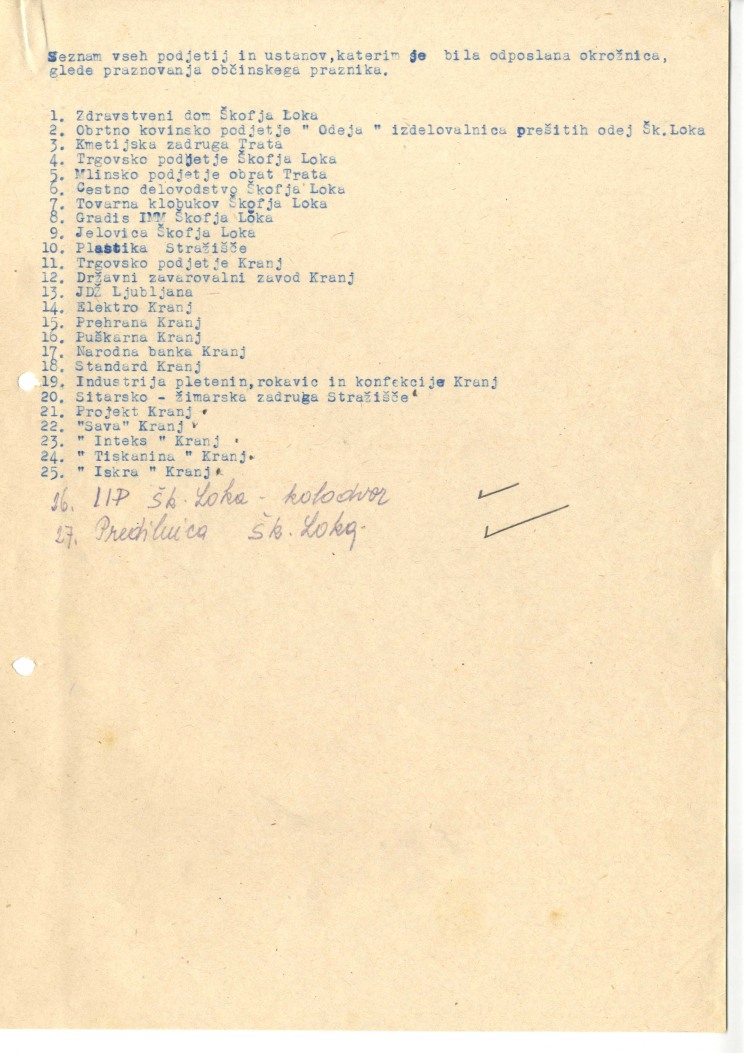 Seznam vseh podjetij in ustanov,katerim je bila odposlana okrožnica,
glede praznovanja občinskega praznika.
1. Zdravstveni dom Škofja Loka
2. Obrtno kovinsko podjetje " Odeja " izdelovalnica prešitih odej Šk.Loka
3. Kmetijska zadruga Trata
4. Trgovsko podjetje Škofja Loka
5. Mlinsko podjetje obrat Trata
6. Cestno delovodstvo Škofja Loka
7. Tovarna klobukov Škofja Loka
8. Gradis IMM Škofja Loka
9. Jelovica Škofja Loka
10. Plastika Stražišče
11. Trgovsko podjetje Kranj
12. Državni zavarovalni zavod Kranj
13. JDŽ Ljubljana
14. Elektro Kranj
15. Prehrana Kranj
16. Puškarna Kranj
17. Narodna banka Kranj
18. Standard Kranj
19. Industrija pletenin,rokavic in konfekcije Kranj
20. Sitarsko - žimarska zadruga Stražišče
21. Projekt Kranj
22. "Sava" Kranj
23. " Inteks " Kranj
24. " Tiskanina " Kranj
25. " Iskra " Kranj
26. LIP Šk. Loka - kolodvor
27. Predilnica Šk. Loka-